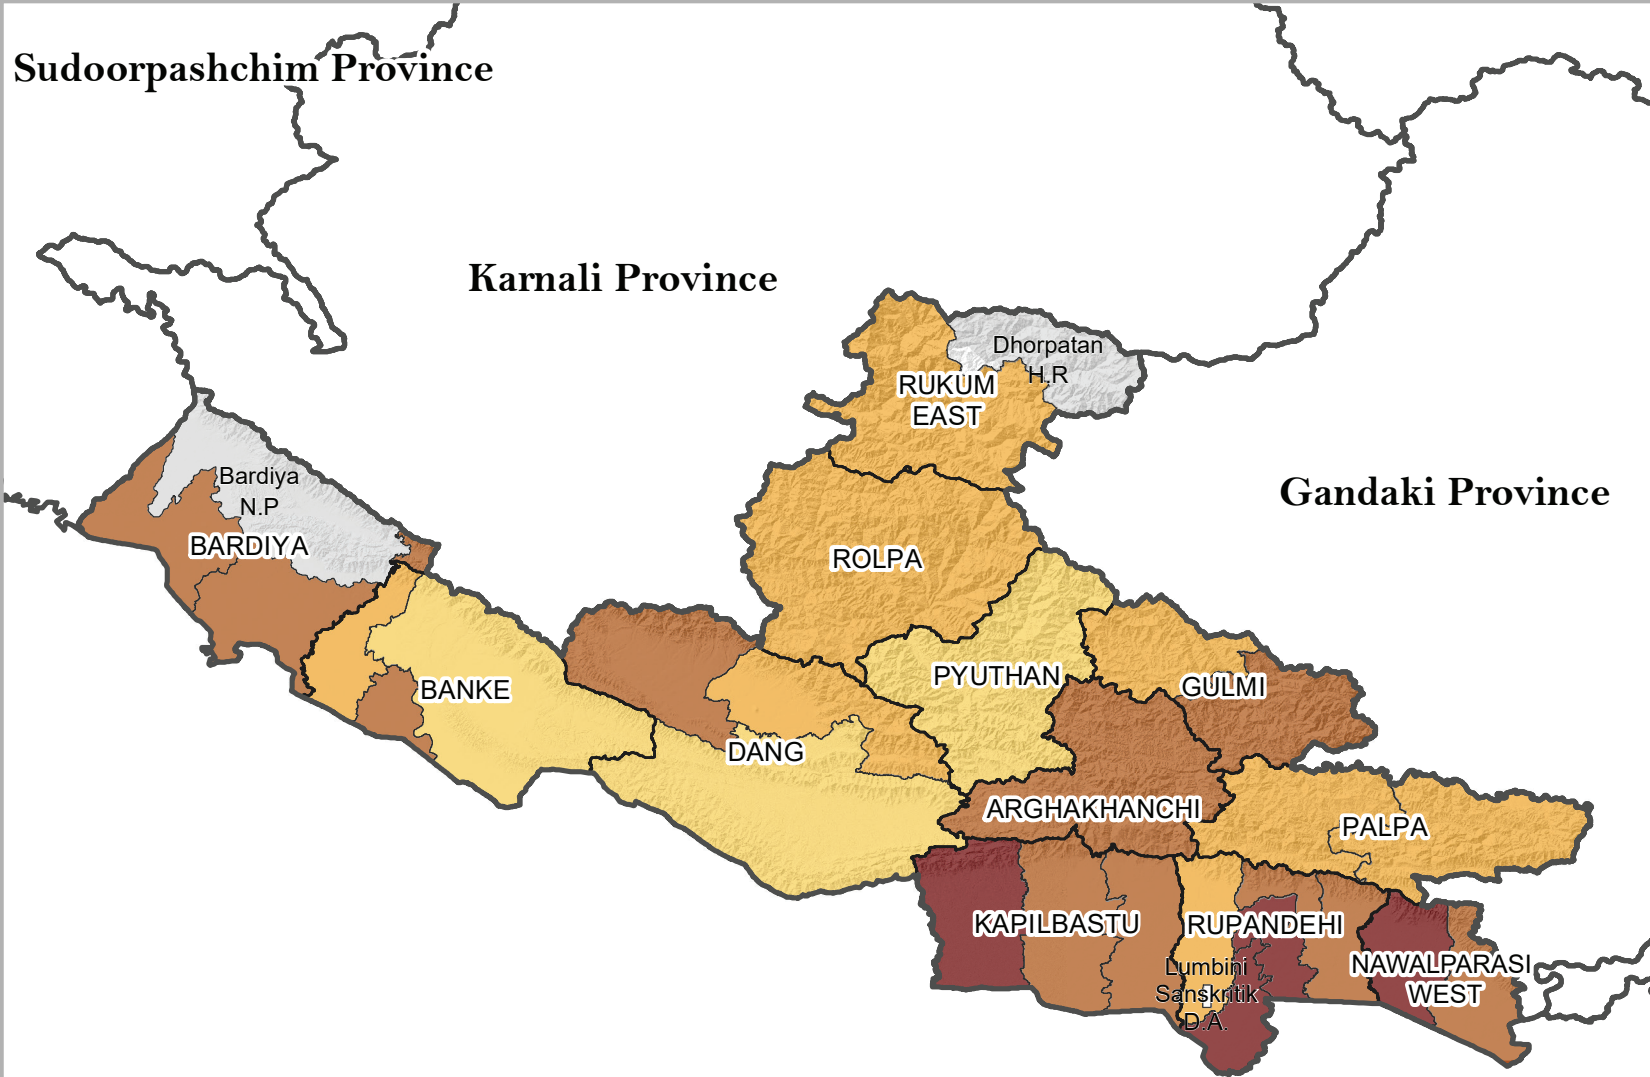 Sudoorpashchim Province
Karnali Province
Dhorpatan
H.R
RUKUM
EAST
Bardiya
N.P
Gandaki Province
BARDIYA
ROLPA
PYUTHAN
GULMI
BANKE
DANG
ARGHAKHANCHI
PALPA
KAPILBASTU
RUPANDEHI
Lumbini
Sanskritik
D.A.
NAWALPARASI
WEST